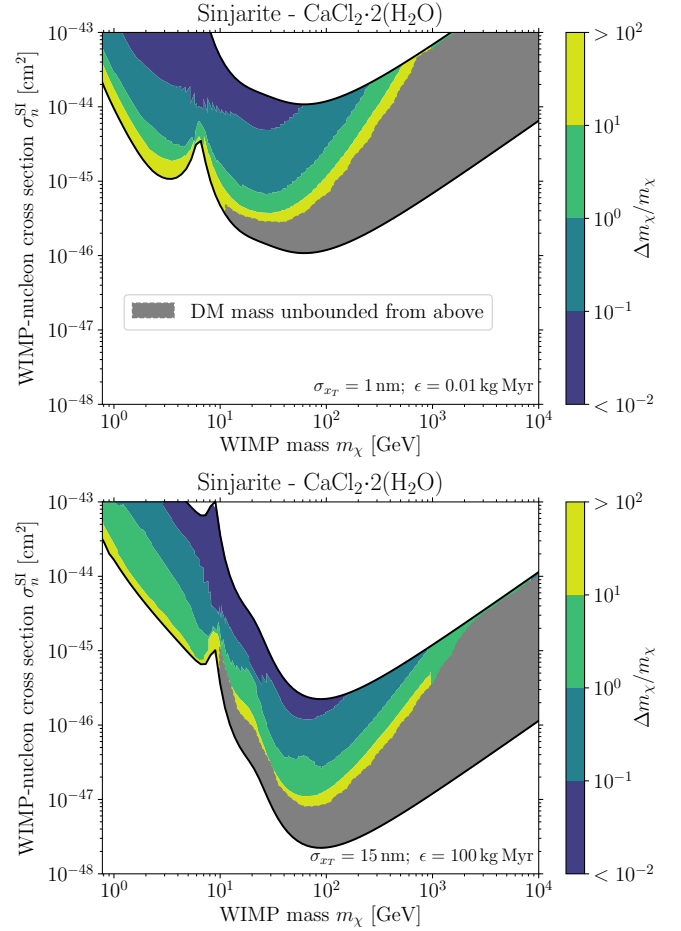 Sinjarite - CaCl₂·2(H₂O)
WIMP-nucleon cross section σₙˢᴵ [cm²]
10⁻⁴³
10⁻⁴⁴
10⁻⁴⁵
10⁻⁴⁶
10⁻⁴⁷
10⁻⁴⁸
DM mass unbounded from above
σ_{x_T} = 1 nm; ϵ = 0.01 kg Myr
10⁰ 10¹ 10² 10³ 10⁴
WIMP mass m_χ [GeV]
> 10²
10¹
10⁰
10⁻¹
< 10⁻²
Δm_χ/m_χ
Sinjarite - CaCl₂·2(H₂O)
WIMP-nucleon cross section σₙˢᴵ [cm²]
10⁻⁴³
10⁻⁴⁴
10⁻⁴⁵
10⁻⁴⁶
10⁻⁴⁷
10⁻⁴⁸
σ_{x_T} = 15 nm; ϵ = 100 kg Myr
10⁰ 10¹ 10² 10³ 10⁴
WIMP mass m_χ [GeV]
> 10²
10¹
10⁰
10⁻¹
< 10⁻²
Δm_χ/m_χ